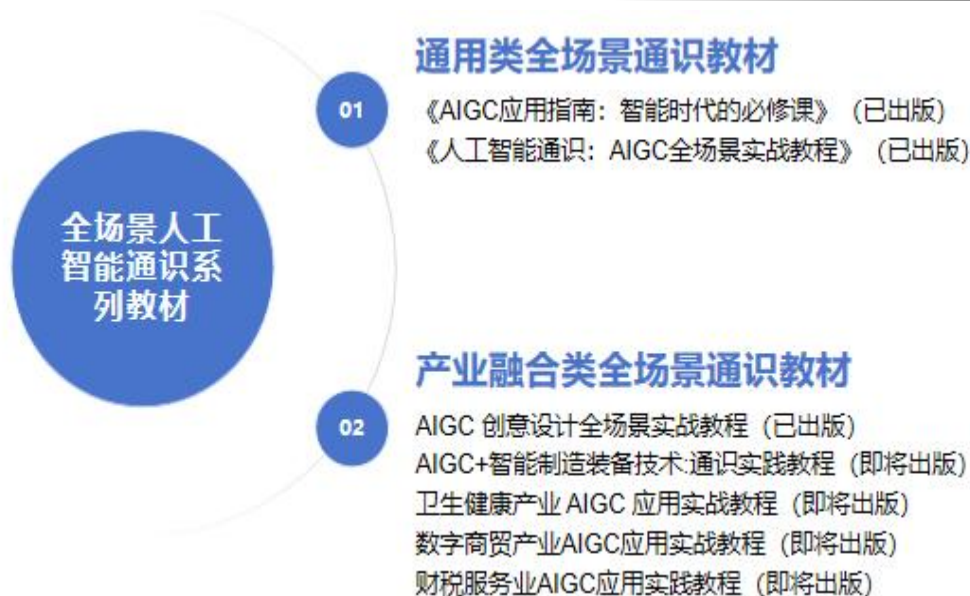 全场景人工
智能通识系
列教材
01
通用类全场景通识教材
《AIGC应用指南：智能时代的必修课》（已出版）
《人工智能通识：AIGC全场景实战教程》（已出版）
02
产业融合类全场景通识教材
AIGC 创意设计全场景实战教程（已出版）
AIGC+智能制造装备技术:通识实践教程（即将出版）
卫生健康产业 AIGC 应用实战教程（即将出版）
数字商贸产业AIGC应用实战教程（即将出版）
财税服务业AIGC应用实践教程（即将出版）